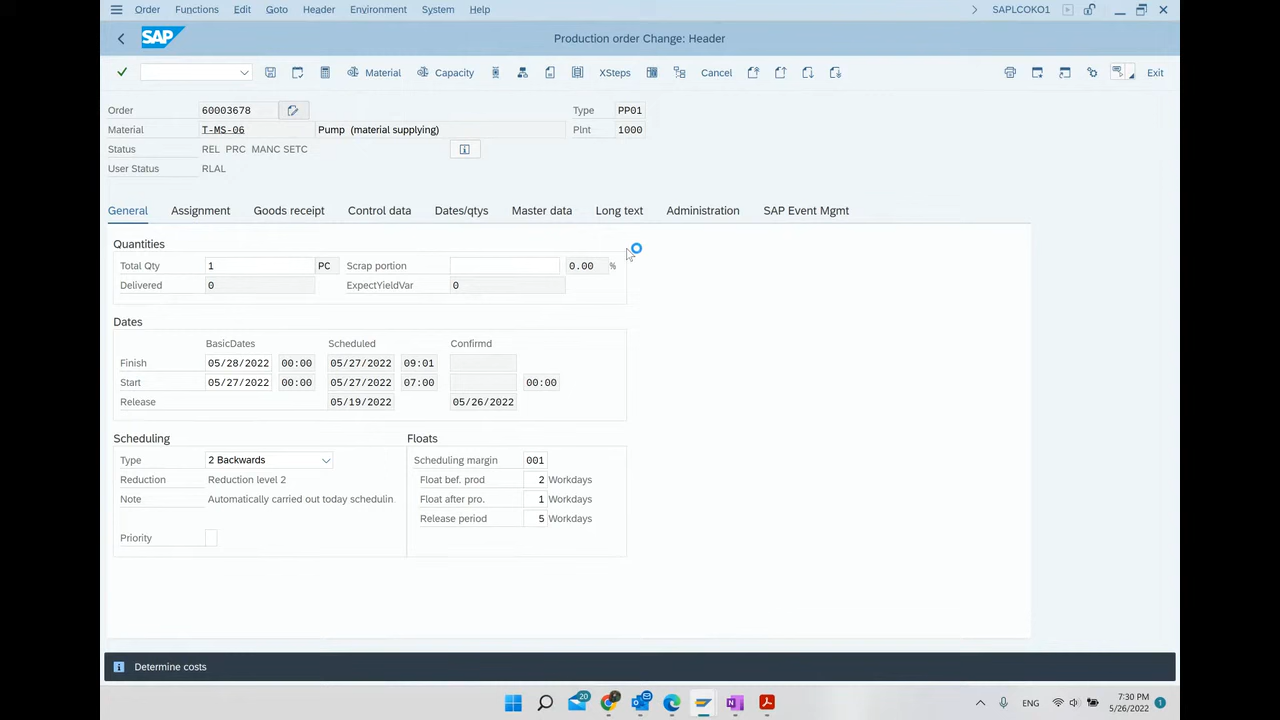 Order Functions Edit Goto Header Environment System Help SAPLCOKO1
SAP Production order Change: Header
Material Capacity XSteps Cancel Exit
Order 60003678 Type PP01
Material T-MS-06 Pump (material supplying) Plnt 1000
Status REL PRC MANC SETC
User Status RLAL
General Assignment Goods receipt Control data Dates/qtys Master data Long text Administration SAP Event Mgmt
Quantities
Total Qty 1 PC Scrap portion 0.00 %
Delivered 0 ExpectYieldVar 0
Dates
BasicDates Scheduled Confirmd
Finish 05/28/2022 00:00 05/27/2022 09:01
Start 05/27/2022 00:00 05/27/2022 07:00 00:00
Release 05/19/2022 05/26/2022
Scheduling Floats
Type 2 Backwards Scheduling margin 001
Reduction Reduction level 2 Float bef. prod 2 Workdays
Note Automatically carried out today schedulin Float after pro. 1 Workdays
Release period 5 Workdays
Priority
Determine costs
20 ENG 7:30 PM 1
5/26/2022